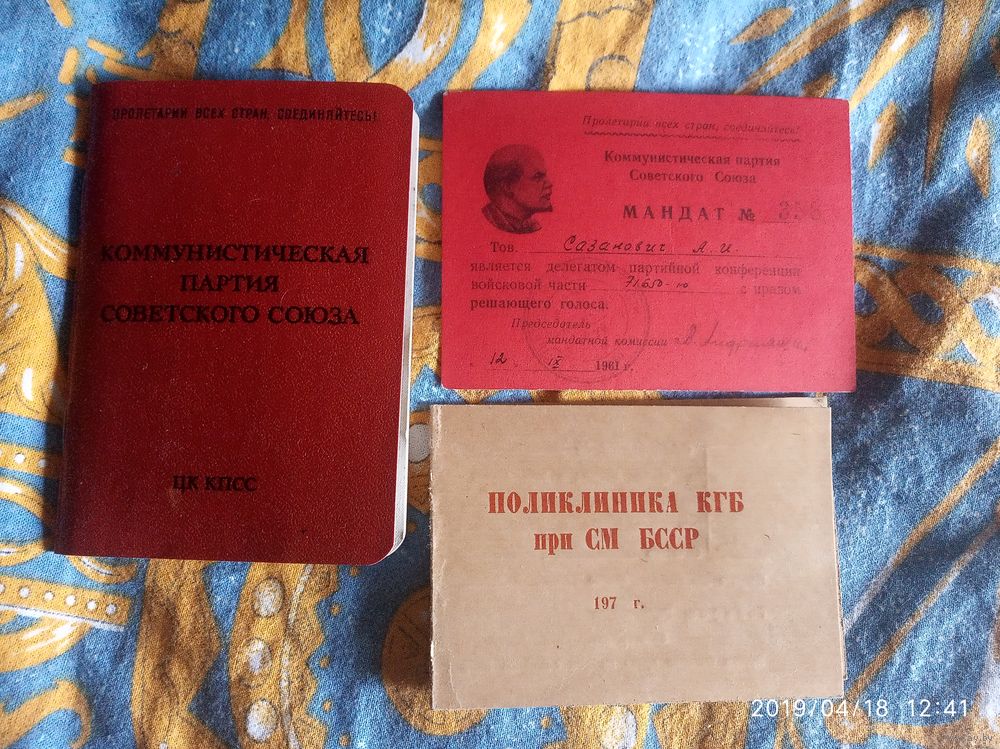 ПРОЛЕТАРИИ ВСЕХ СТРАН, СОЕДИНЯЙТЕСЬ!
КОММУНИСТИЧЕСКАЯ
ПАРТИЯ
СОВЕТСКОГО СОЮЗА
ЦК КПСС
Пролетарии всех стран, соединяйтесь!
Коммунистическая партия
Советского Союза
МАНДАТ № 358
Тов. Сазанович А. И.
является делегатом партийной конференции
войсковой части 71650-ю с правом
решающего голоса.
Председатель
мандатной комиссии
12 IX 1961 г.
ПОЛИКЛИНИКА КГБ
при СМ БССР
197 г.
2019/04/18 12:41